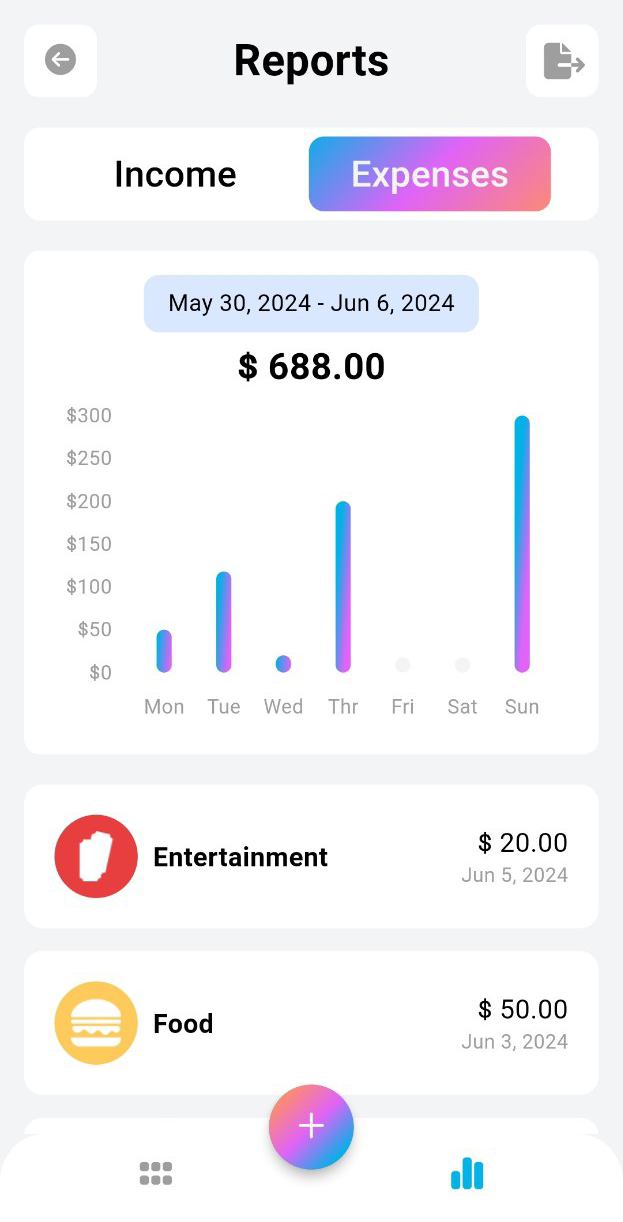 Reports
Income
Expenses
May 30, 2024 - Jun 6, 2024
$ 688.00
$300
$250
$200
$150
$100
$50
$0
Mon Tue Wed Thr Fri Sat Sun
Entertainment
$ 20.00
Jun 5, 2024
Food
$ 50.00
Jun 3, 2024